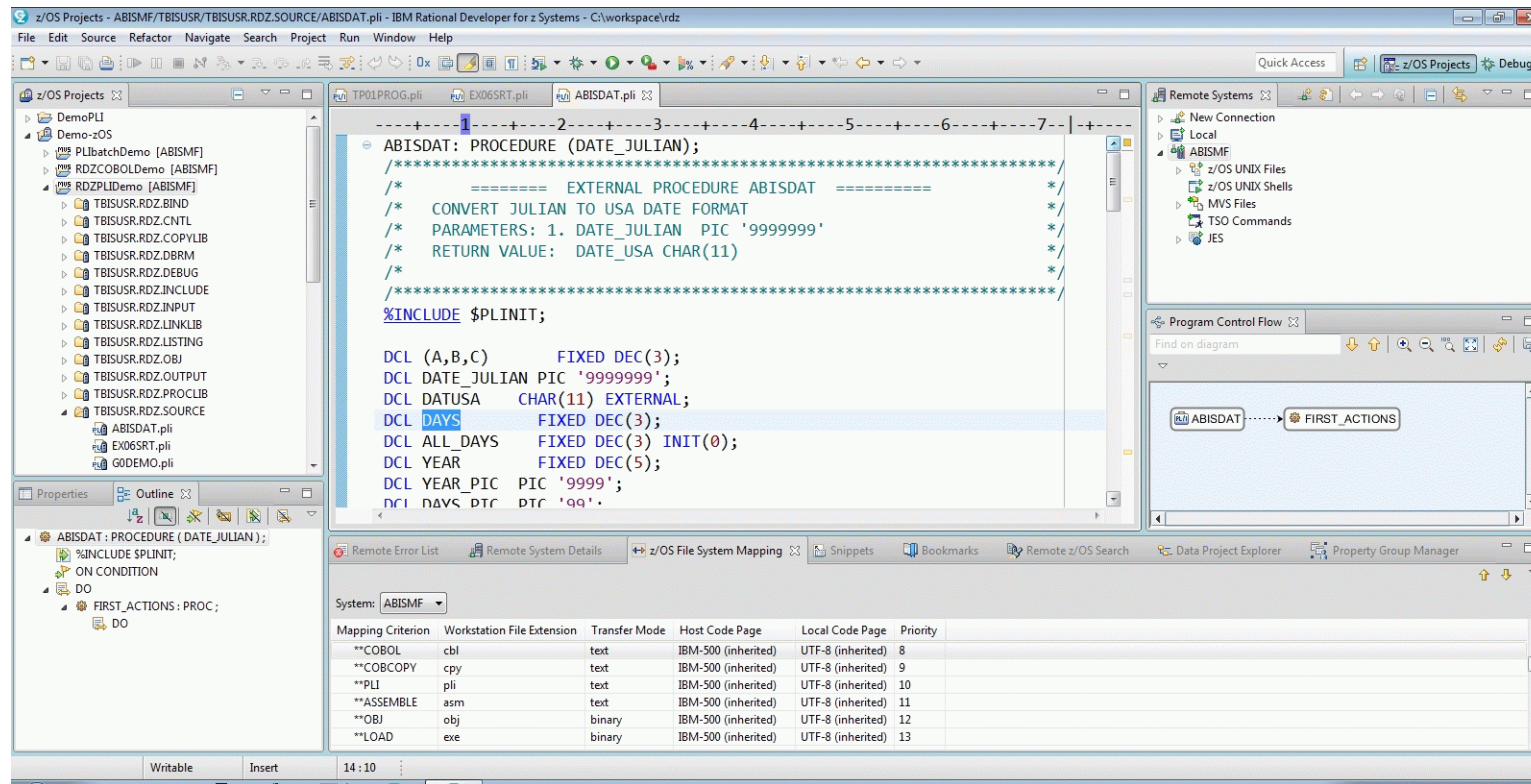 z/OS Projects - ABISMF/TBISUSR/TBISUSR.RDZ.SOURCE/ABISDAT.pli - IBM Rational Developer for z Systems - C:\workspace\rdz
File Edit Source Refactor Navigate Search Project Run Window Help
Quick Access
z/OS Projects
Debug
z/OS Projects
DemoPLI
Demo-zOS
PLIbatchDemo [ABISMF]
RDZCOBOLDemo [ABISMF]
RDZPLIDemo [ABISMF]
TBISUSR.RDZ.BIND
TBISUSR.RDZ.CNTL
TBISUSR.RDZ.COPYLIB
TBISUSR.RDZ.DBRM
TBISUSR.RDZ.DEBUG
TBISUSR.RDZ.INCLUDE
TBISUSR.RDZ.INPUT
TBISUSR.RDZ.LINKLIB
TBISUSR.RDZ.LISTING
TBISUSR.RDZ.OBJ
TBISUSR.RDZ.OUTPUT
TBISUSR.RDZ.PROCLIB
TBISUSR.RDZ.SOURCE
ABISDAT.pli
EX06SRT.pli
G0DEMO.pli
Properties Outline
ABISDAT : PROCEDURE ( DATE_JULIAN ) ;
%INCLUDE $PLINIT;
ON CONDITION
DO
FIRST_ACTIONS : PROC ;
DO
TP01PROG.pli EX06SRT.pli ABISDAT.pli
----+----1----+----2----+----3----+----4----+----5----+----6----+----7--|-+----
ABISDAT: PROCEDURE (DATE_JULIAN);
/*********************************************************************/
/* ======== EXTERNAL PROCEDURE ABISDAT ========== */
/* CONVERT JULIAN TO USA DATE FORMAT */
/* PARAMETERS: 1. DATE_JULIAN PIC '9999999' */
/* RETURN VALUE: DATE_USA CHAR(11) */
/* */
/*********************************************************************/
%INCLUDE $PLINIT;
DCL (A,B,C) FIXED DEC(3);
DCL DATE_JULIAN PIC '9999999';
DCL DATUSA CHAR(11) EXTERNAL;
DCL DAYS FIXED DEC(3);
DCL ALL_DAYS FIXED DEC(3) INIT(0);
DCL YEAR FIXED DEC(5);
DCL YEAR_PIC PIC '9999';
DCL DAYS_PIC PIC '99';
Remote Systems
New Connection
Local
ABISMF
z/OS UNIX Files
z/OS UNIX Shells
MVS Files
TSO Commands
JES
Program Control Flow
Find on diagram
ABISDAT FIRST_ACTIONS
Remote Error List Remote System Details z/OS File System Mapping Snippets Bookmarks Remote z/OS Search Data Project Explorer Property Group Manager
System: ABISMF
Mapping Criterion Workstation File Extension Transfer Mode Host Code Page Local Code Page Priority
**COBOL cbl text IBM-500 (inherited) UTF-8 (inherited) 8
**COBCOPY cpy text IBM-500 (inherited) UTF-8 (inherited) 9
**PLI pli text IBM-500 (inherited) UTF-8 (inherited) 10
**ASSEMBLE asm text IBM-500 (inherited) UTF-8 (inherited) 11
**OBJ obj binary IBM-500 (inherited) UTF-8 (inherited) 12
**LOAD exe binary IBM-500 (inherited) UTF-8 (inherited) 13
Writable Insert 14 : 10